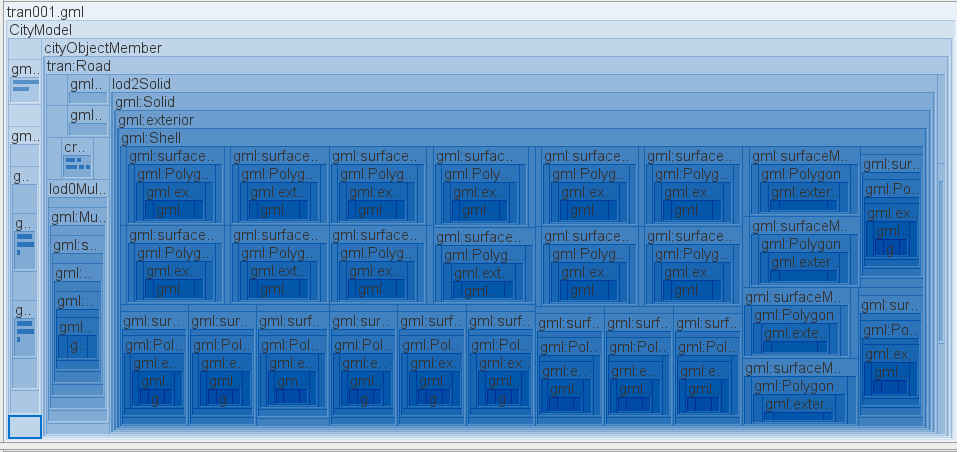 tran001.gml
CityModel
cityObjectMember
gm..
tran:Road
gml..
lod2Solid
gml:Solid
gml..
gml:exterior
gm..
gml:Shell
cr..
gml:surface.. gml:surface.. gml:surface.. gml:surfac.. gml:surface.. gml:surface.. gml:surfaceM..
gml:sur..
g..
gml:Polyg.. gml:Polyg.. gml:Polyg.. gml:Poly.. gml:Polyg.. gml:Polyg.. gml:Polygon
lod0Mul..
gml:Po..
gml:ex.. gml:ext.. gml:ex.. gml:ex.. gml:ex.. gml:ex.. gml:exter..
gml.. gml.. gml.. gml.. gml.. gml..
gml:ex..
gml:Mu..
g..
gml:surfaceM..
gml..
gml:surface.. gml:surface.. gml:surface.. gml:surface.. gml:surface.. gml:surface..
gml:s..
gml:Polygon
g..
gml:Polyg.. gml:Polyg.. gml:Polyg.. gml:Polyg.. gml:Polyg.. gml:Polyg..
gml:exter..
gml..
gml:ex.. gml:ext.. gml:ex.. gml:ext.. gml:ex.. gml:ex..
gml.. gml.. gml.. gml.. gml.. gml..
gml:surfaceM..
gml..
gml:sur..
g..
gml:Polygon
gml:sur.. gml:sur.. gml:surf.. gml:sur.. gml:surf.. gml:surf.. gml:surf.. gml:surf.. gml:surf..
gml..
gml:exte..
gml:Po..
g..
gml:Pol.. gml:Pol.. gml:Pol.. gml:Pol.. gml:Pol.. gml:Pol.. gml:Pol.. gml:Pol.. gml:Pol..
gml:ex..
gml:e.. gml:e.. gml:e.. gml:e.. gml:ex.. gml:ex.. gml:e.. gml:e.. gml:e..
gml:surfaceM..
gml.. gml.. gm.. gml.. gml.. gml.. gml.. gml.. gml..
gml..
gml:Polygon
g g g g
gml:exter..